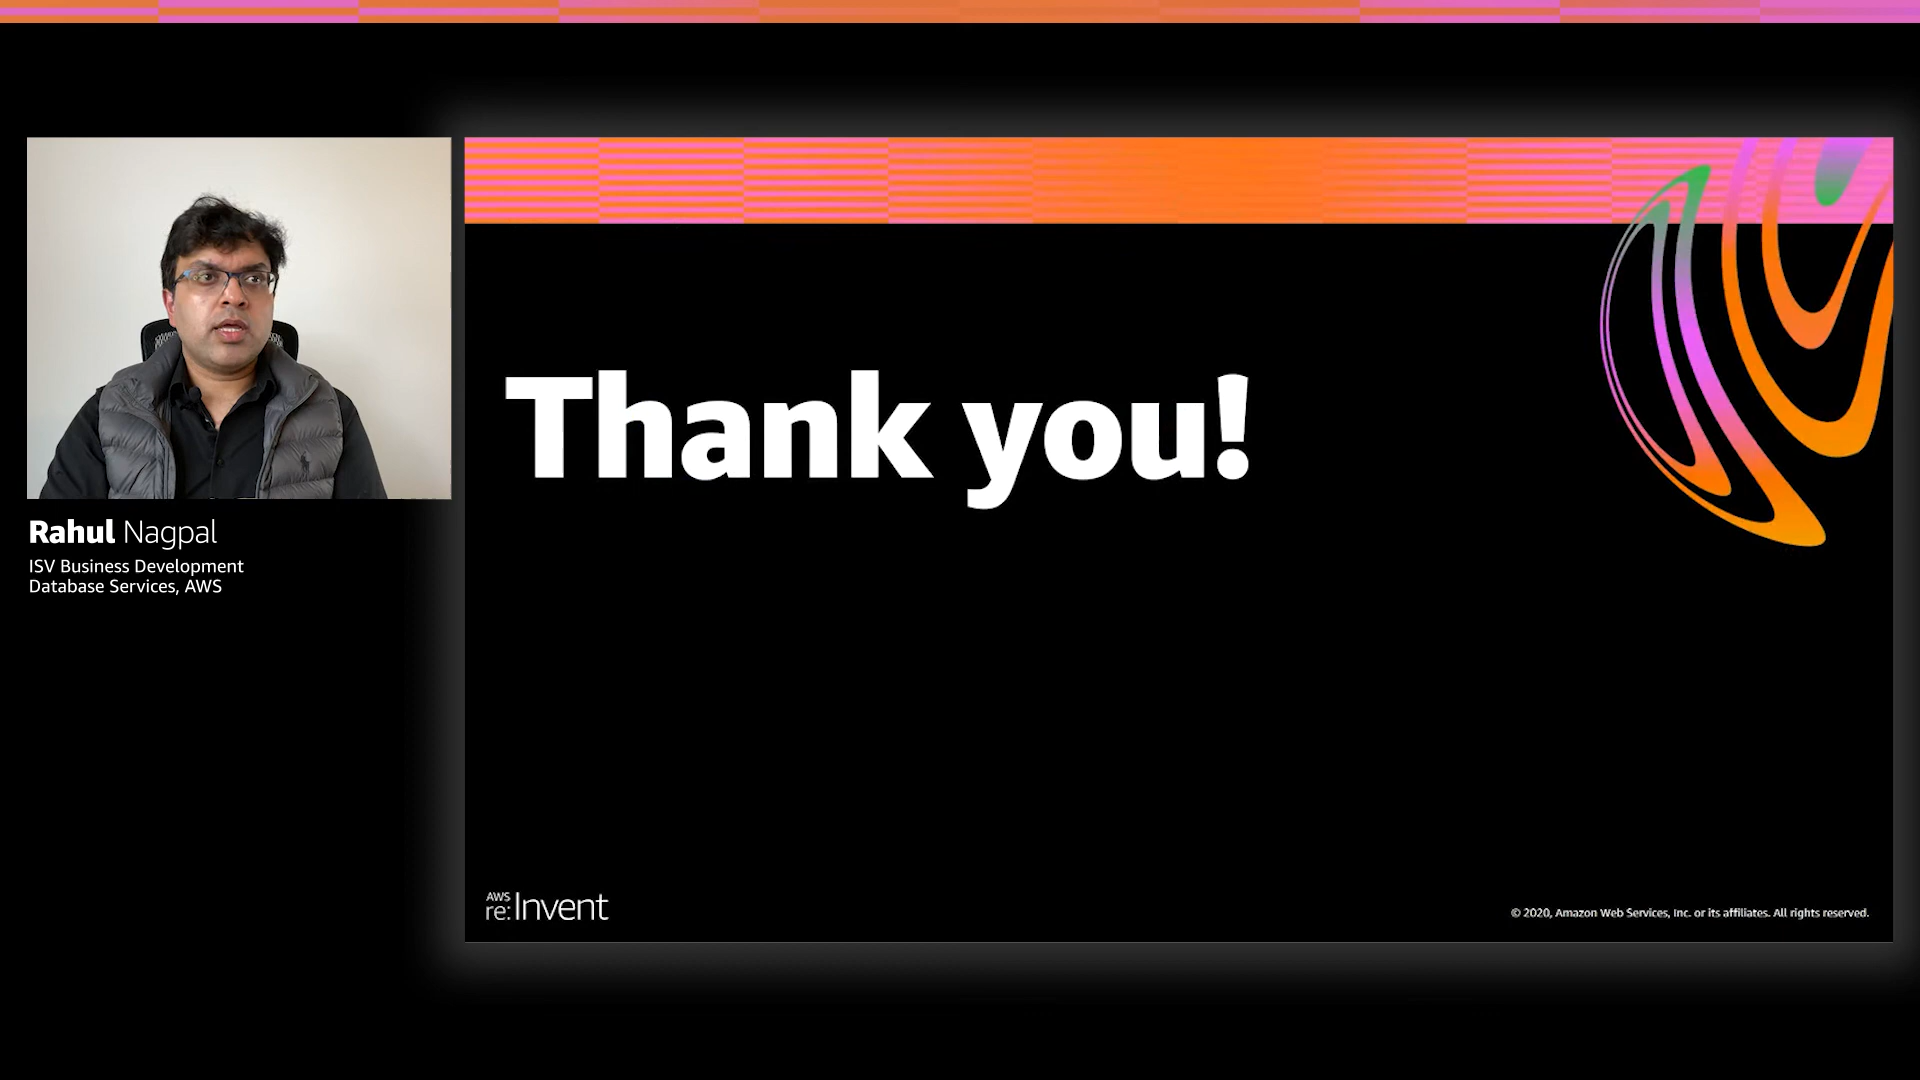 Thank you!
Rahul Nagpal
ISV Business Development
Database Services, AWS
AWS
re:Invent
© 2020, Amazon Web Services, Inc. or its affiliates. All rights reserved.